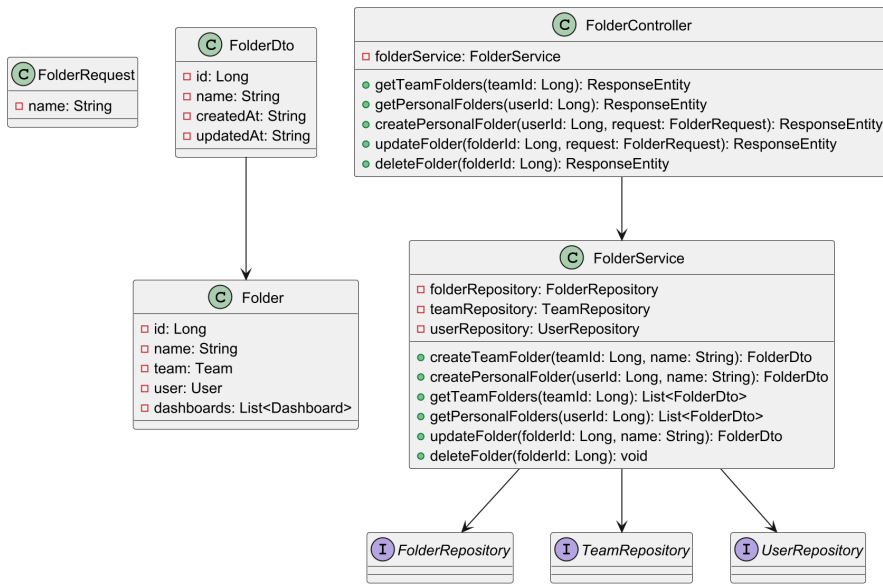 C FolderRequest
name: String
C FolderDto
id: Long
name: String
createdAt: String
updatedAt: String
C FolderController
folderService: FolderService
getTeamFolders(teamId: Long): ResponseEntity
getPersonalFolders(userId: Long): ResponseEntity
createPersonalFolder(userId: Long, request: FolderRequest): ResponseEntity
updateFolder(folderId: Long, request: FolderRequest): ResponseEntity
deleteFolder(folderId: Long): ResponseEntity
C Folder
id: Long
name: String
team: Team
user: User
dashboards: List<Dashboard>
C FolderService
folderRepository: FolderRepository
teamRepository: TeamRepository
userRepository: UserRepository
createTeamFolder(teamId: Long, name: String): FolderDto
createPersonalFolder(userId: Long, name: String): FolderDto
getTeamFolders(teamId: Long): List<FolderDto>
getPersonalFolders(userId: Long): List<FolderDto>
updateFolder(folderId: Long, name: String): FolderDto
deleteFolder(folderId: Long): void
I FolderRepository
I TeamRepository
I UserRepository